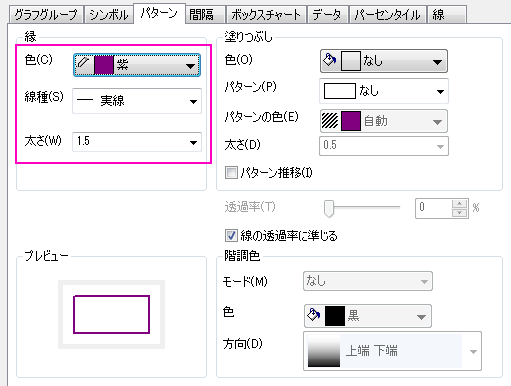 グラフグループ シンボル パターン 間隔 ボックスチャート データ パーセンタイル 線
縁
色(C) 紫
線種(S) 実線
太さ(W) 1.5
塗りつぶし
色(O) なし
パターン(P) なし
パターンの色(E) 自動
太さ(D) 0.5
パターン推移(I)
透過率(T) 0 %
線の透過率に準じる
プレビュー
階調色
モード(M) なし
色 黒
方向(D) 上端 下端